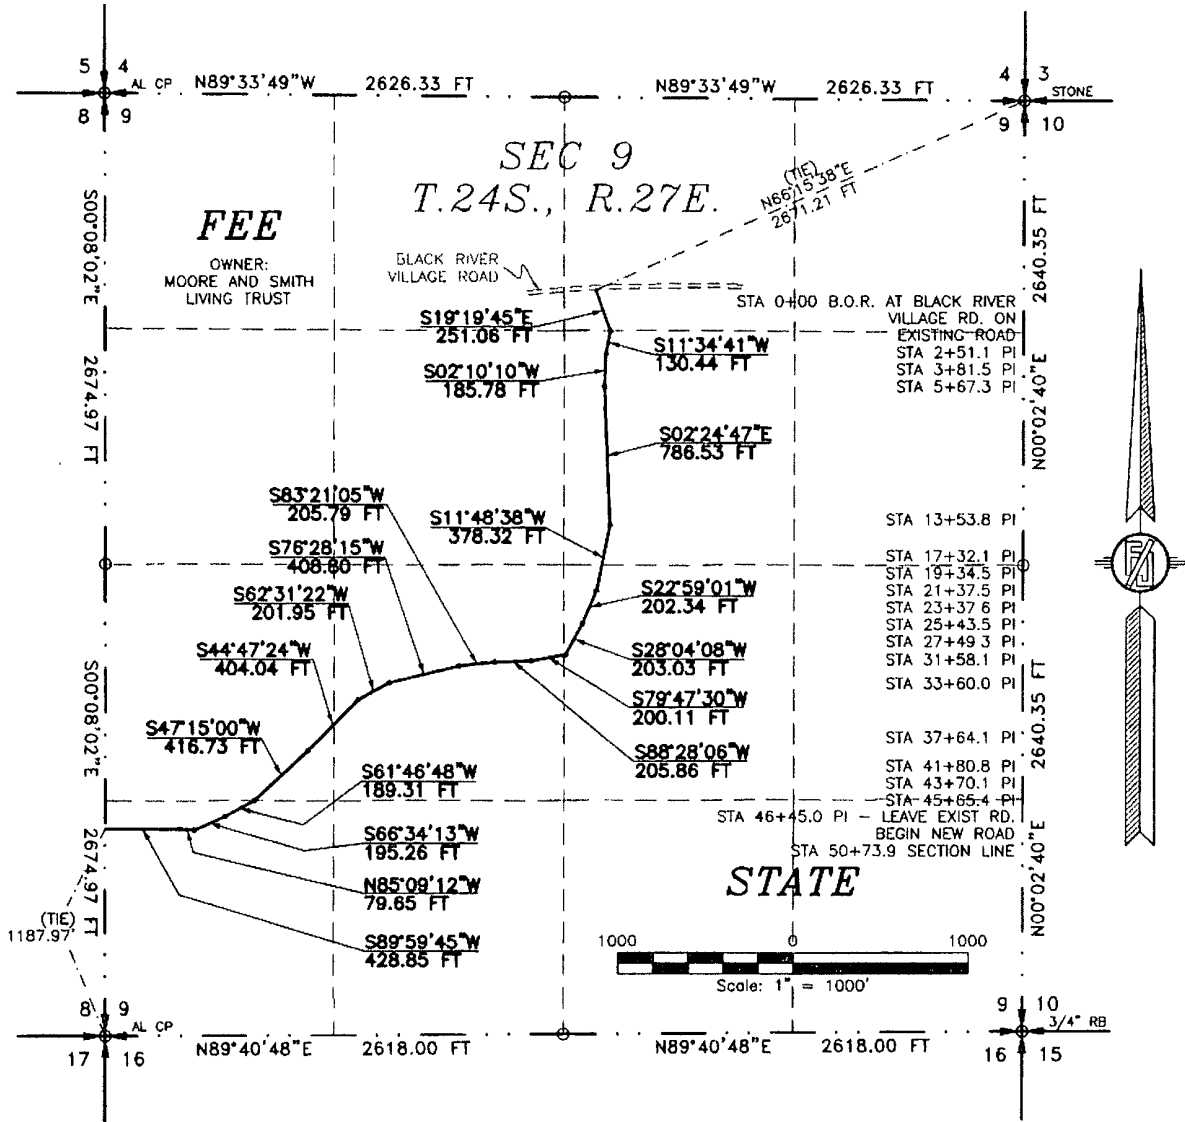 5 4
AL CP
N89°33'49"W 2626.33 FT
N89°33'49"W 2626.33 FT
4 3
STONE
8 9
9 10
SEC 9
T.24S., R.27E.
(TIE)
N66°15'38"E
2671.21 FT
S00°08'02"E
2674.97 FT
2640.35 FT
N00°02'40"E
FEE
OWNER:
MOORE AND SMITH
LIVING TRUST
BLACK RIVER
VILLAGE ROAD
STA 0+00 B.O.R. AT BLACK RIVER
VILLAGE RD. ON
EXISTING ROAD
STA 2+51.1 PI
STA 3+81.5 PI
STA 5+67.3 PI
S19°19'45"E
251.06 FT
S11°34'41"W
130.44 FT
S02°10'10"W
185.78 FT
S02°24'47"E
786.53 FT
S83°21'05"W
205.79 FT
S11°48'38"W
378.32 FT
STA 13+53.8 PI
STA 17+32.1 PI
STA 19+34.5 PI
STA 21+37.5 PI
STA 23+37.6 PI
STA 25+43.5 PI
STA 27+49.3 PI
STA 31+58.1 PI
STA 33+60.0 PI
STA 37+64.1 PI
STA 41+80.8 PI
STA 43+70.1 PI
STA 45+65.4 PI
STA 46+45.0 PI - LEAVE EXIST RD.
BEGIN NEW ROAD
STA 50+73.9 SECTION LINE
S76°28'15"W
408.80 FT
S62°31'22"W
201.95 FT
S22°59'01"W
202.34 FT
S44°47'24"W
404.04 FT
S28°04'08"W
203.03 FT
S79°47'30"W
200.11 FT
S47°15'00"W
416.73 FT
S88°28'06"W
205.86 FT
S61°46'48"W
189.31 FT
S66°34'13"W
195.26 FT
N85°09'12"W
79.65 FT
S89°59'45"W
428.85 FT
S00°08'02"E
2674.97 FT
2640.35 FT
N00°02'40"E
(TIE)
1187.97'
STATE
1000 0 1000
Scale: 1" = 1000'
8 9
AL CP
9 10
3/4" RB
17 16
N89°40'48"E 2618.00 FT
N89°40'48"E 2618.00 FT
16 15